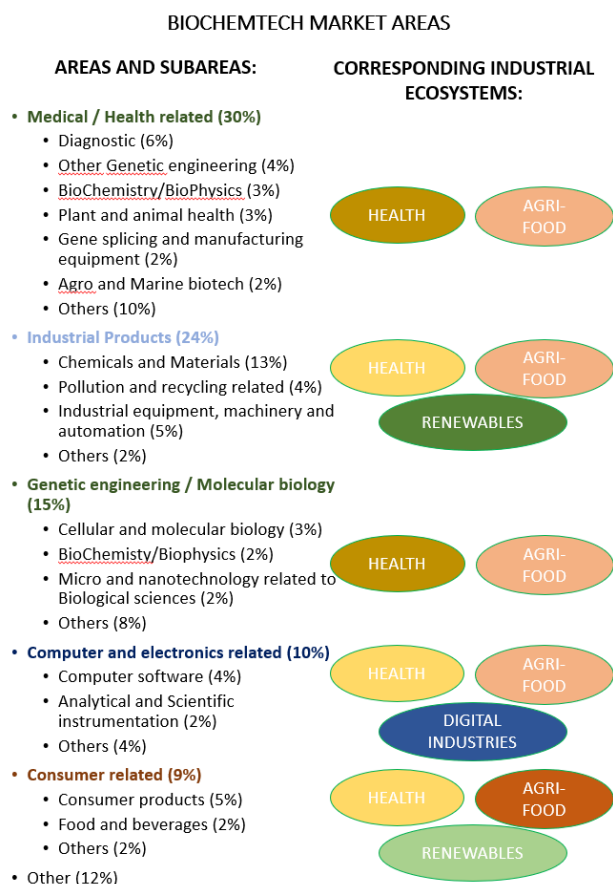 BIOCHEMTECH MARKET AREAS
AREAS AND SUBAREAS:
CORRESPONDING INDUSTRIAL
ECOSYSTEMS:
• Medical / Health related (30%)
• Diagnostic (6%)
• Other Genetic engineering (4%)
• BioChemistry/BioPhysics (3%)
• Plant and animal health (3%)
• Gene splicing and manufacturing
equipment (2%)
• Agro and Marine biotech (2%)
• Others (10%)
HEALTH
AGRI-
FOOD
• Industrial Products (24%)
• Chemicals and Materials (13%)
• Pollution and recycling related (4%)
• Industrial equipment, machinery and
automation (5%)
• Others (2%)
HEALTH
AGRI-
FOOD
RENEWABLES
• Genetic engineering / Molecular biology
(15%)
• Cellular and molecular biology (3%)
• BioChemisty/Biophysics (2%)
• Micro and nanotechnology related to
Biological sciences (2%)
• Others (8%)
HEALTH
AGRI-
FOOD
• Computer and electronics related (10%)
• Computer software (4%)
• Analytical and Scientific
instrumentation (2%)
• Others (4%)
HEALTH
AGRI-
FOOD
DIGITAL
INDUSTRIES
• Consumer related (9%)
• Consumer products (5%)
• Food and beverages (2%)
• Others (2%)
HEALTH
AGRI-
FOOD
RENEWABLES
• Other (12%)